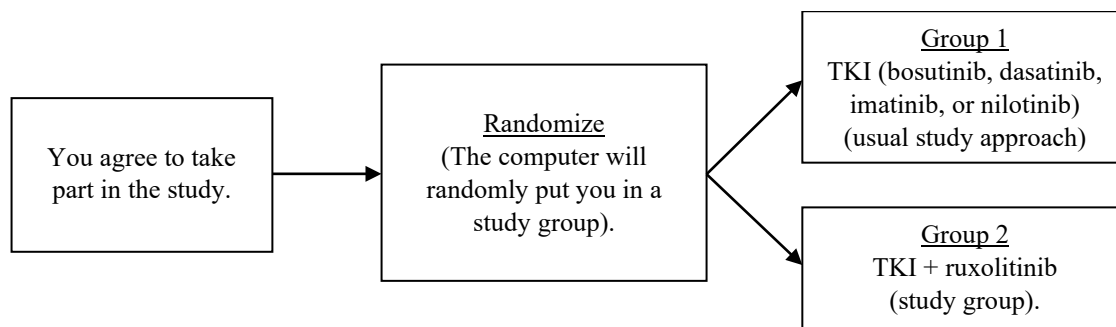 You agree to take
part in the study.
Randomize
(The computer will
randomly put you in a
study group).
Group 1
TKI (bosutinib, dasatinib,
imatinib, or nilotinib)
(usual study approach)
Group 2
TKI + ruxolitinib
(study group).